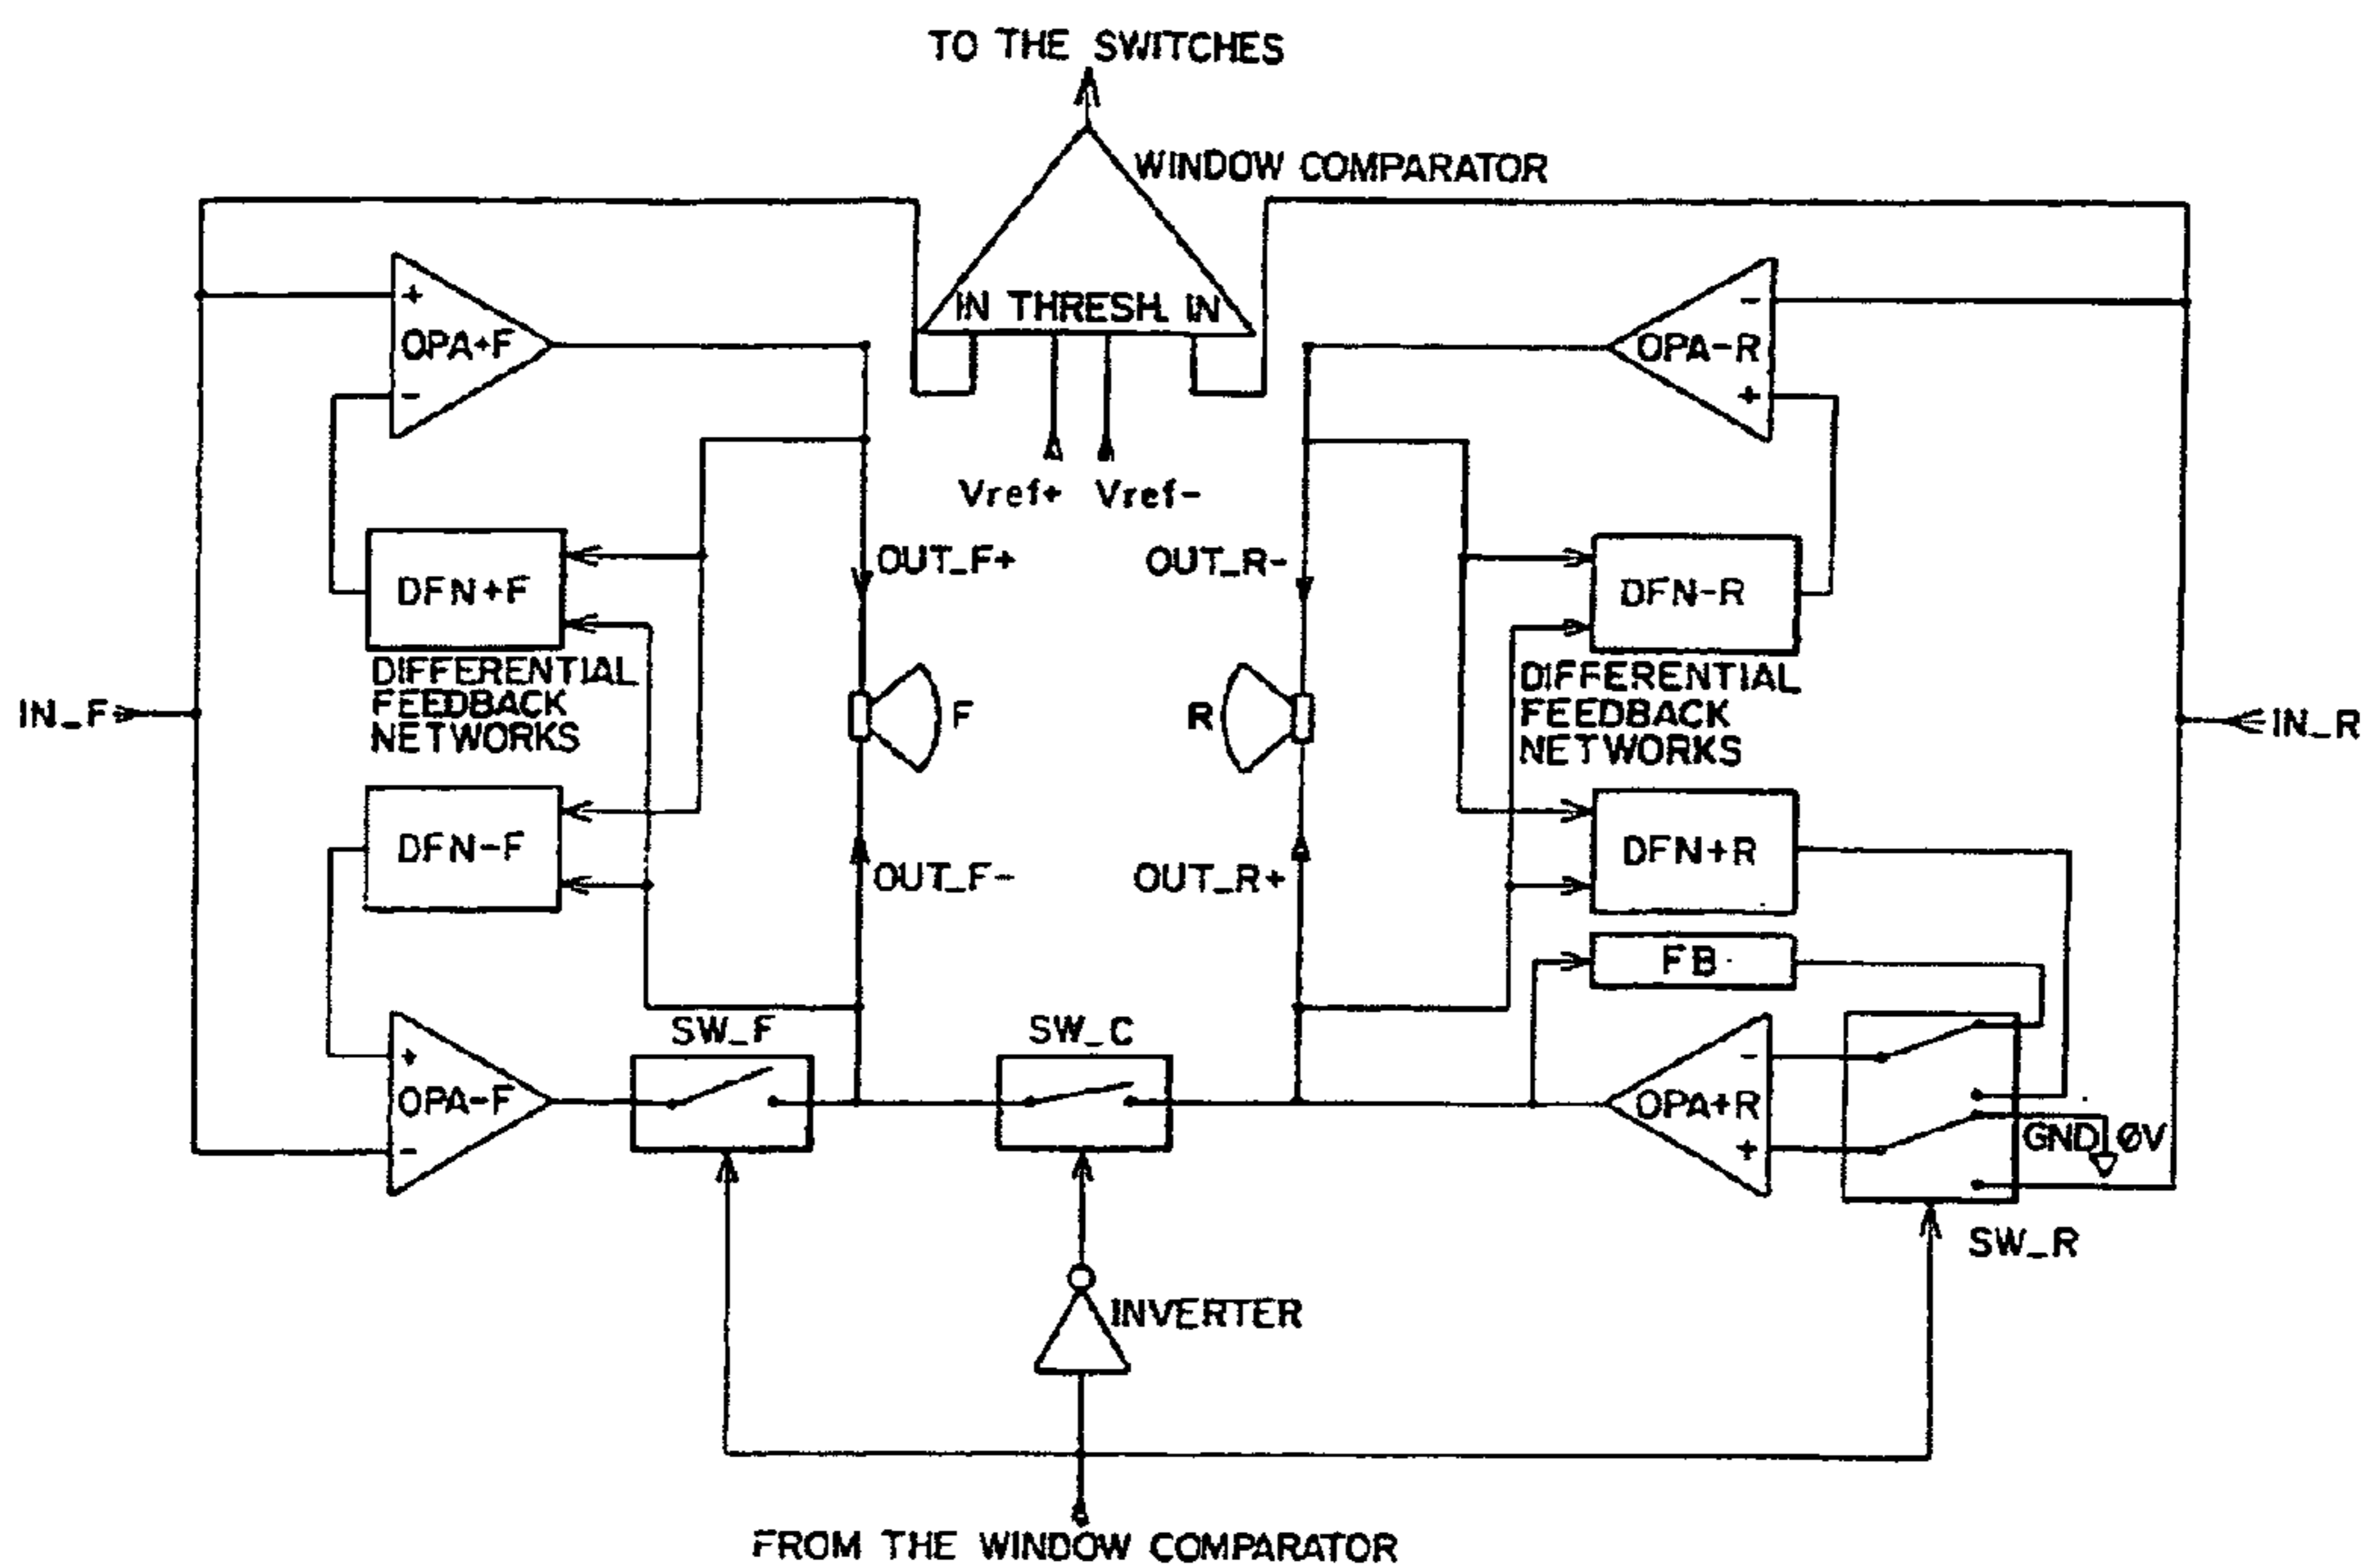 TO THE SWITCHES
WINDOW COMPARATOR
IN THRESH. IN
+
OPA+F
-
-
OPA-R
+
Vref+ Vref-
OUT_F+
OUT_R-
DFN+F
DFN-R
DIFFERENTIAL
FEEDBACK
NETWORKS
DIFFERENTIAL
FEEDBACK
NETWORKS
IN_F
F
R
IN_R
DFN-F
DFN+R
OUT_F-
OUT_R+
FB
SW_F
SW_C
+
OPA-F
-
-
OPA+R
+
GND 0V
SW_R
INVERTER
FROM THE WINDOW COMPARATOR